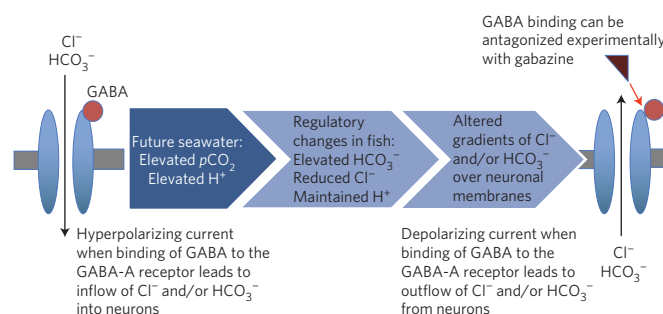 Cl⁻
HCO₃⁻
GABA
Hyperpolarizing current
when binding of GABA to the
GABA-A receptor leads to
inflow of Cl⁻ and/or HCO₃⁻
into neurons
Future seawater:
Elevated pCO₂
Elevated H⁺
Regulatory
changes in fish:
Elevated HCO₃⁻
Reduced Cl⁻
Maintained H⁺
Altered
gradients of Cl⁻
and/or HCO₃⁻
over neuronal
membranes
GABA binding can be
antagonized experimentally
with gabazine
Depolarizing current when
binding of GABA to the
GABA-A receptor leads to
outflow of Cl⁻ and/or HCO₃⁻
from neurons
Cl⁻
HCO₃⁻